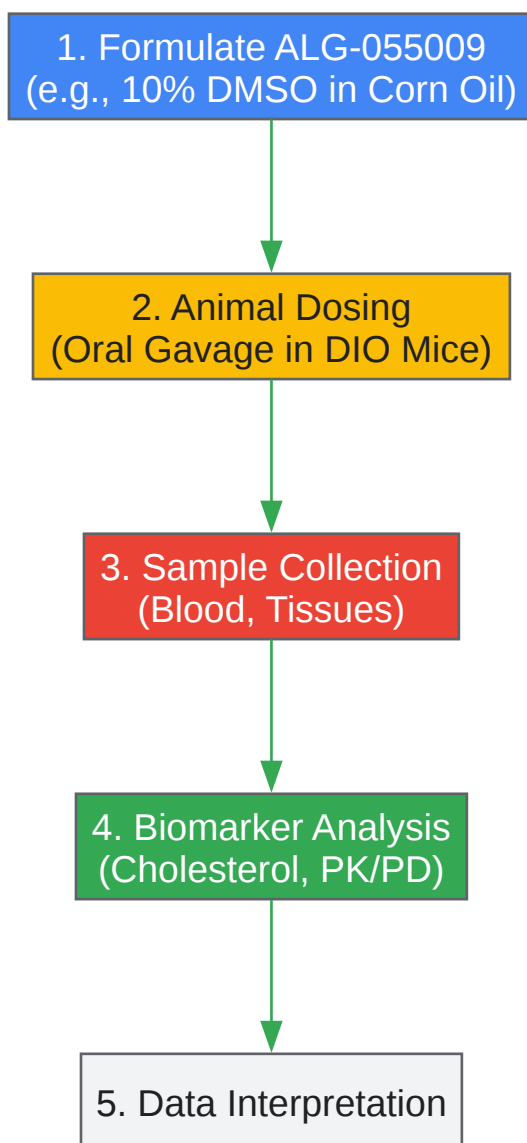 1. Formulate ALG-055009
(e.g., 10% DMSO in Corn Oil)
2. Animal Dosing
(Oral Gavage in DIO Mice)
3. Sample Collection
(Blood, Tissues)
4. Biomarker Analysis
(Cholesterol, PK/PD)
5. Data Interpretation